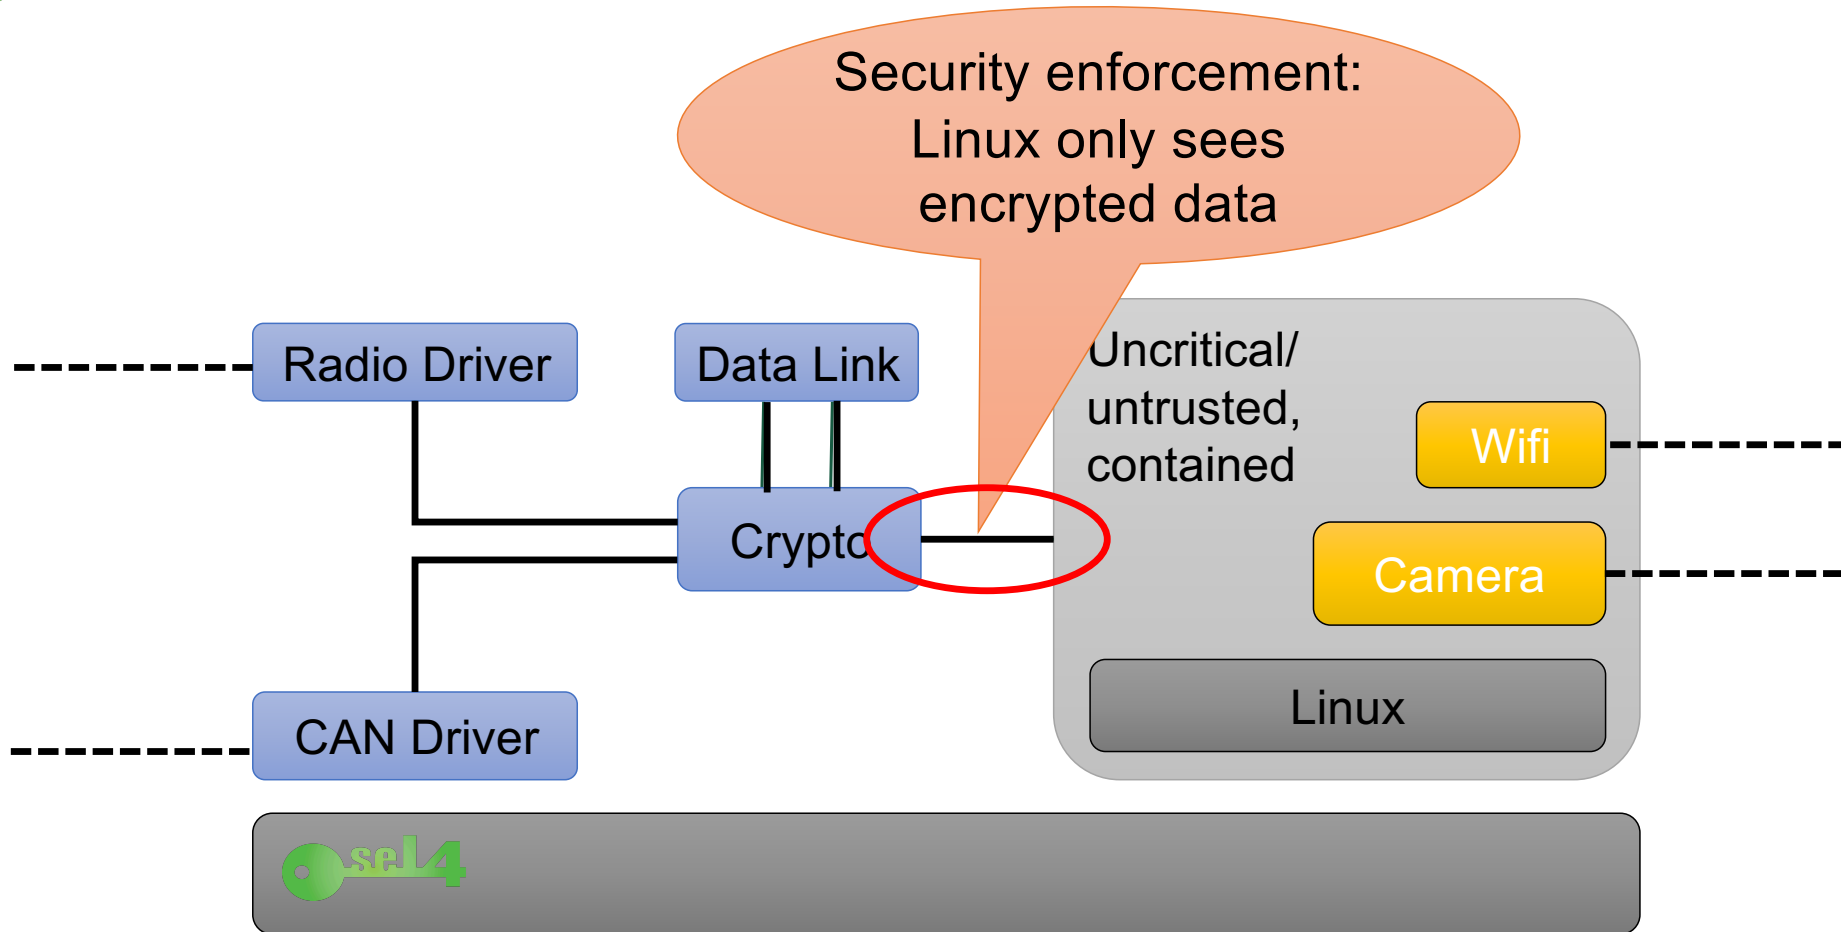 Security enforcement:
Linux only sees
encrypted data
Radio Driver
Data Link
Uncritical/
untrusted,
contained
Wifi
Crypto
Camera
Linux
CAN Driver
seL4